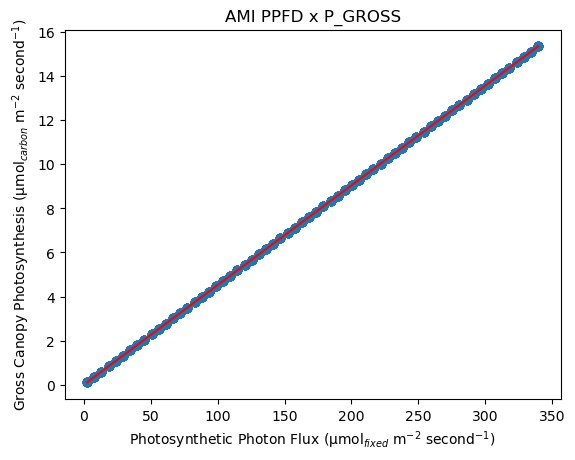 AMI PPFD x P_GROSS
Gross Canopy Photosynthesis (μmol_carbon m⁻² second⁻¹)
16
14
12
10
8
6
4
2
0
0 50 100 150 200 250 300 350
Photosynthetic Photon Flux (μmol_fixed m⁻² second⁻¹)